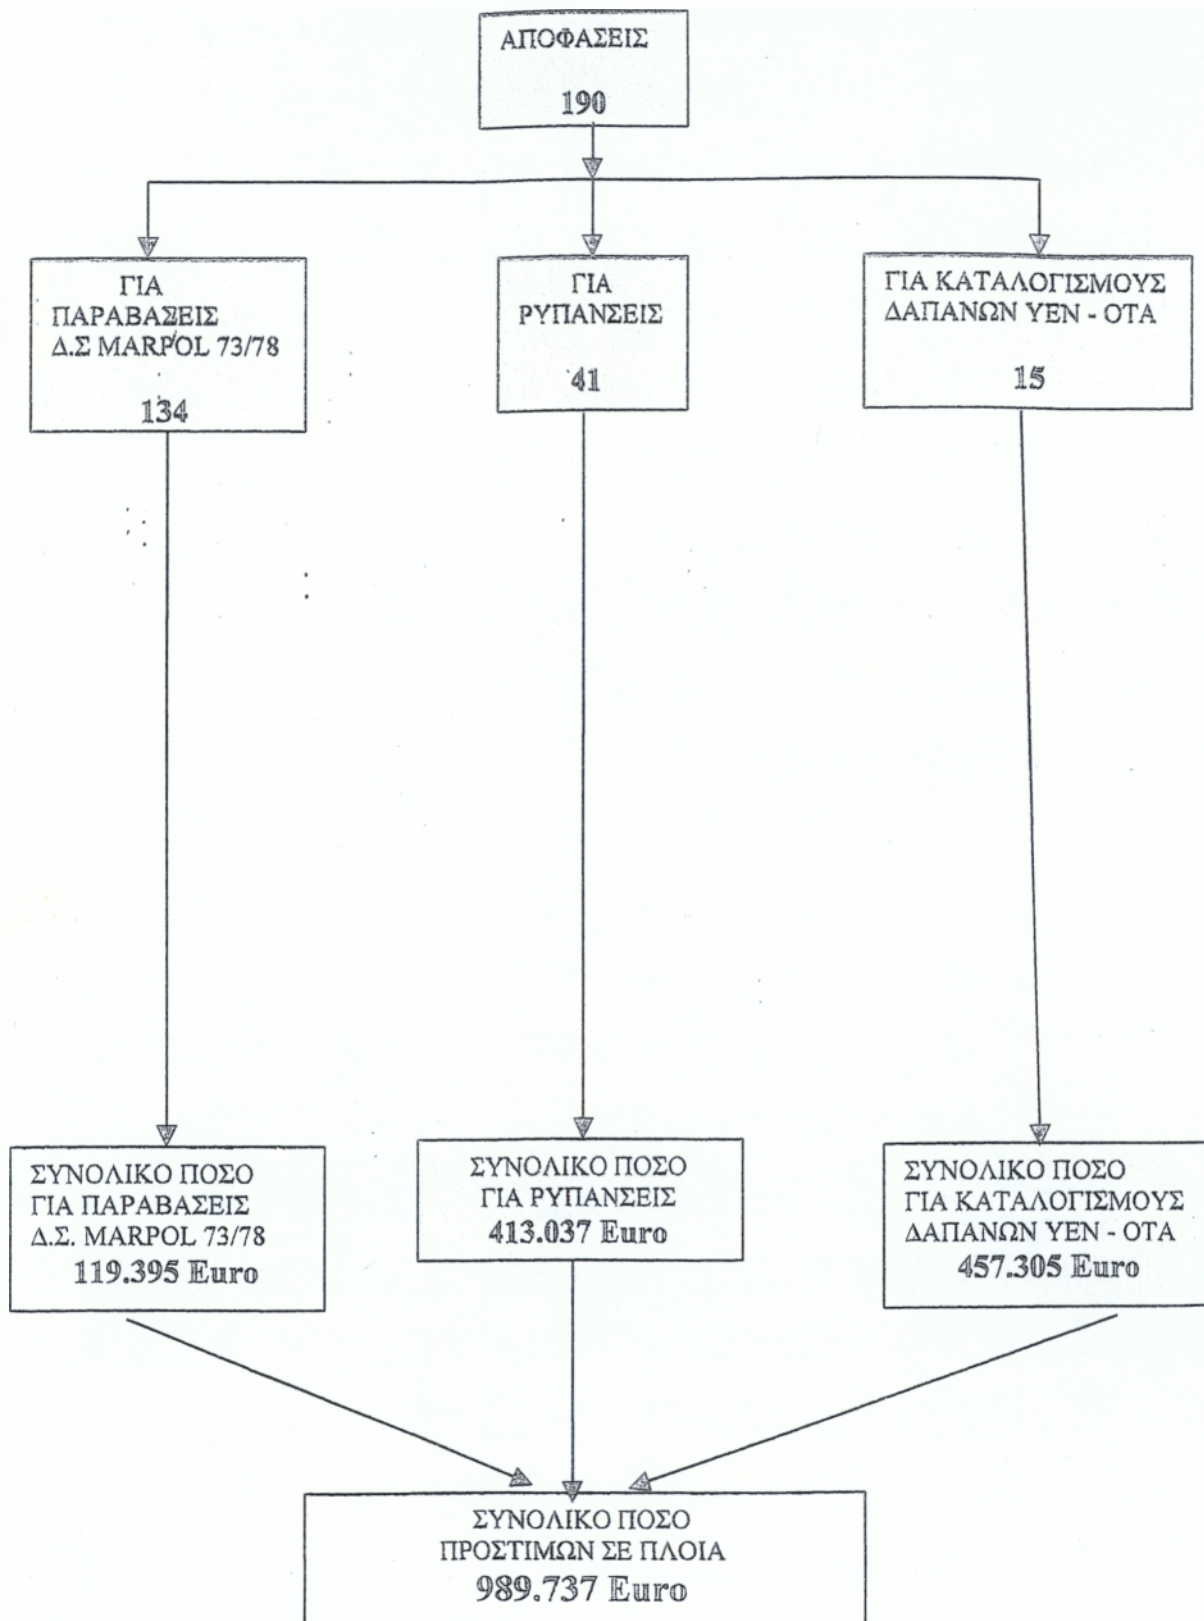 ΑΠΟΦΑΣΕΙΣ
190
ΓΙΑ
ΠΑΡΑΒΑΣΕΙΣ
Δ.Σ MARPOL 73/78
134
ΓΙΑ
ΡΥΠΑΝΣΕΙΣ
41
ΓΙΑ ΚΑΤΑΛΟΓΙΣΜΟΥΣ
ΔΑΠΑΝΩΝ ΥΕΝ - ΟΤΑ
15
ΣΥΝΟΛΙΚΟ ΠΟΣΟ
ΓΙΑ ΠΑΡΑΒΑΣΕΙΣ
Δ.Σ. MARPOL 73/78
119.395 Euro
ΣΥΝΟΛΙΚΟ ΠΟΣΟ
ΓΙΑ ΡΥΠΑΝΣΕΙΣ
413.037 Euro
ΣΥΝΟΛΙΚΟ ΠΟΣΟ
ΓΙΑ ΚΑΤΑΛΟΓΙΣΜΟΥΣ
ΔΑΠΑΝΩΝ ΥΕΝ - ΟΤΑ
457.305 Euro
ΣΥΝΟΛΙΚΟ ΠΟΣΟ
ΠΡΟΣΤΙΜΩΝ ΣΕ ΠΛΟΙΑ
989.737 Euro